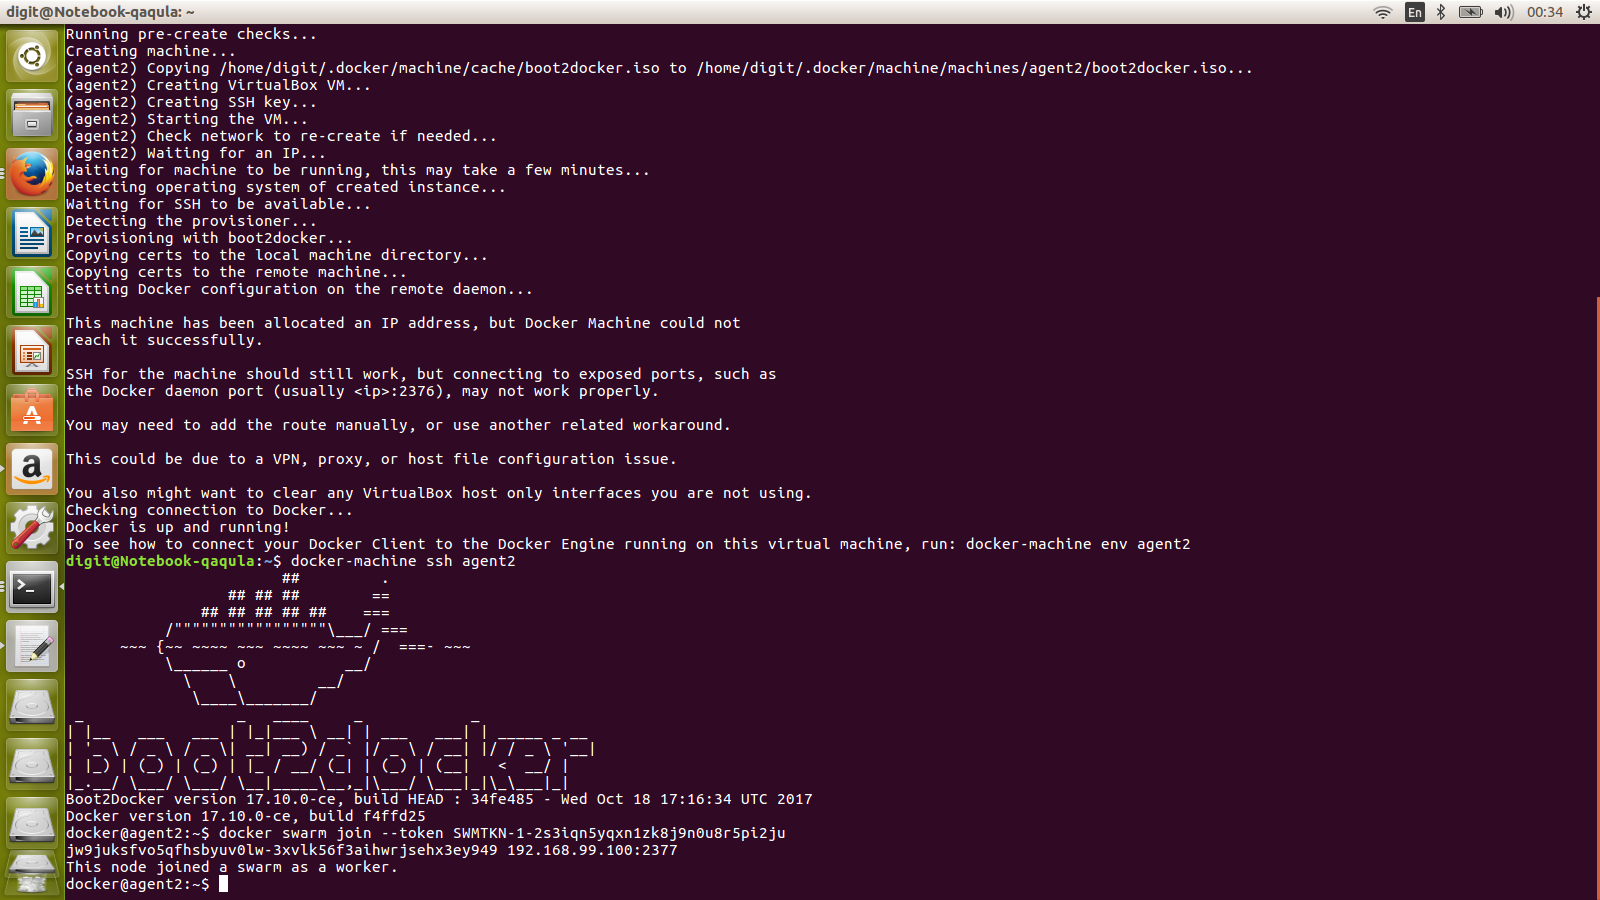 digit@Notebook-qaqula: ~
En
00:34
Running pre-create checks...
Creating machine...
(agent2) Copying /home/digit/.docker/machine/cache/boot2docker.iso to /home/digit/.docker/machine/machines/agent2/boot2docker.iso...
(agent2) Creating VirtualBox VM...
(agent2) Creating SSH key...
(agent2) Starting the VM...
(agent2) Check network to re-create if needed...
(agent2) Waiting for an IP...
Waiting for machine to be running, this may take a few minutes...
Detecting operating system of created instance...
Waiting for SSH to be available...
Detecting the provisioner...
Provisioning with boot2docker...
Copying certs to the local machine directory...
Copying certs to the remote machine...
Setting Docker configuration on the remote daemon...
This machine has been allocated an IP address, but Docker Machine could not
reach it successfully.
SSH for the machine should still work, but connecting to exposed ports, such as
the Docker daemon port (usually <ip>:2376), may not work properly.
You may need to add the route manually, or use another related workaround.
This could be due to a VPN, proxy, or host file configuration issue.
You also might want to clear any VirtualBox host only interfaces you are not using.
Checking connection to Docker...
Docker is up and running!
To see how to connect your Docker Client to the Docker Engine running on this virtual machine, run: docker-machine env agent2
digit@Notebook-qaqula:~$ docker-machine ssh agent2
boot2docker
Boot2Docker version 17.10.0-ce, build HEAD : 34fe485 - Wed Oct 18 17:16:34 UTC 2017
Docker version 17.10.0-ce, build f4ffd25
docker@agent2:~$ docker swarm join --token SWMTKN-1-2s3iqn5yqxn1zk8j9n0u8r5pi2ju
jw9juksfvo5qfhsbyuv0lw-3xvlk56f3aihwrjsehx3ey949 192.168.99.100:2377
This node joined a swarm as a worker.
docker@agent2:~$